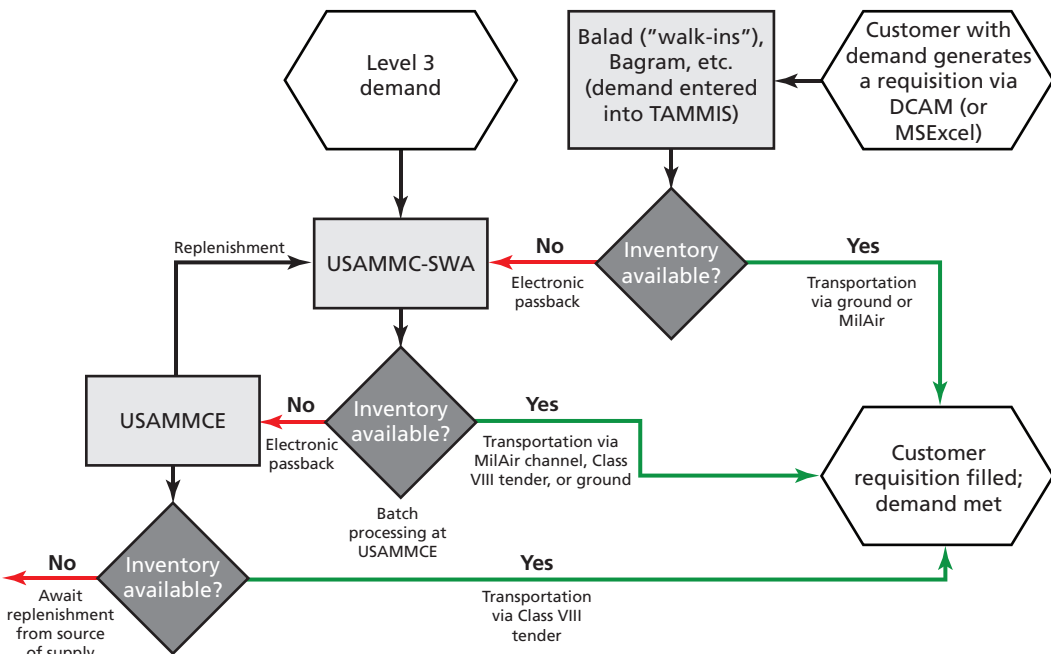 Level 3
demand
Balad (”walk-ins”),
Bagram, etc.
(demand entered
into TAMMIS)
Customer with
demand generates
a requisition via
DCAM (or
MSExcel)
Replenishment
USAMMC-SWA
No
Electronic
passback
Inventory
available?
Yes
Transportation
via ground or
MilAir
USAMMCE
No
Electronic
passback
Inventory
available?
Yes
Transportation via
MilAir channel, Class
VIII tender, or ground
Batch
processing at
USAMMCE
Customer
requisition filled;
demand met
No
Await
replenishment
from source
of supply
Inventory
available?
Yes
Transportation
via Class VIII
tender